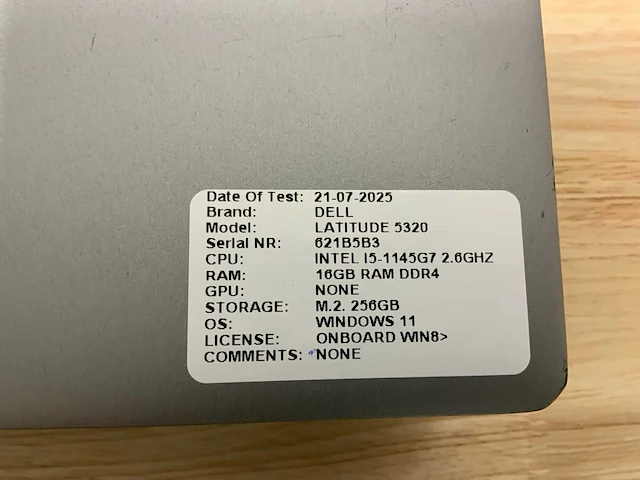 Date Of Test: 21-07-2025
Brand: DELL
Model: LATITUDE 5320
Serial NR: 621B5B3
CPU: INTEL I5-1145G7 2.6GHZ
RAM: 16GB RAM DDR4
GPU: NONE
STORAGE: M.2. 256GB
OS: WINDOWS 11
LICENSE: ONBOARD WIN8>
COMMENTS: NONE